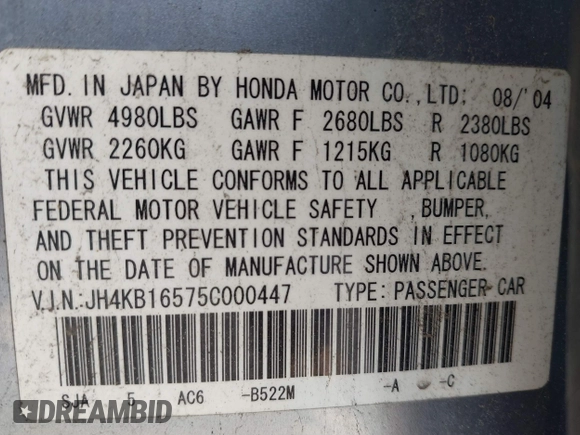 MFD. IN JAPAN BY HONDA MOTOR CO., LTD: 08/'04
GVWR 4980LBS GAWR F 2680LBS R 2380LBS
GVWR 2260KG GAWR F 1215KG R 1080KG
THIS VEHICLE CONFORMS TO ALL APPLICABLE
FEDERAL MOTOR VEHICLE SAFETY , BUMPER,
AND THEFT PREVENTION STANDARDS IN EFFECT
ON THE DATE OF MANUFACTURE SHOWN ABOVE.
V.I.N.:JH4KB16575C000447 TYPE: PASSENGER CAR
SJA 5 AC6 -B522M -A -C
DREAMBID